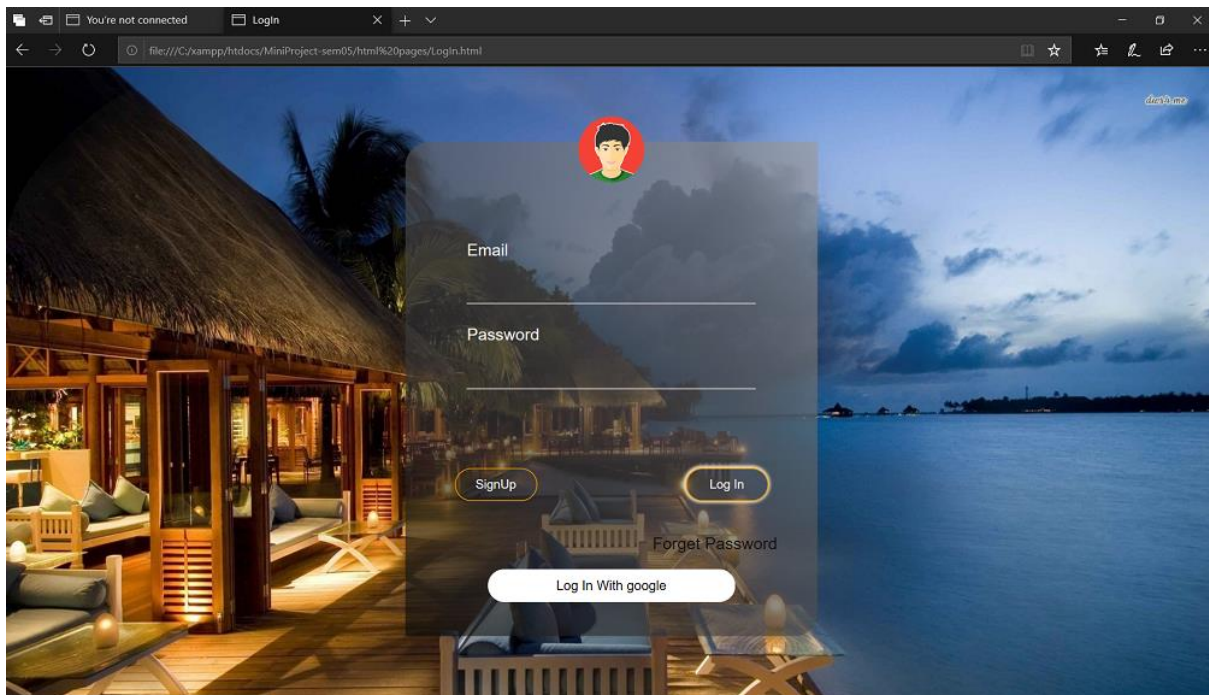 You're not connected
LogIn
file:///C:/xampp/htdocs/MiniProject-sem05/html%20pages/LogIn.html
Email
Password
SignUp
Log In
Forget Password
Log In With google